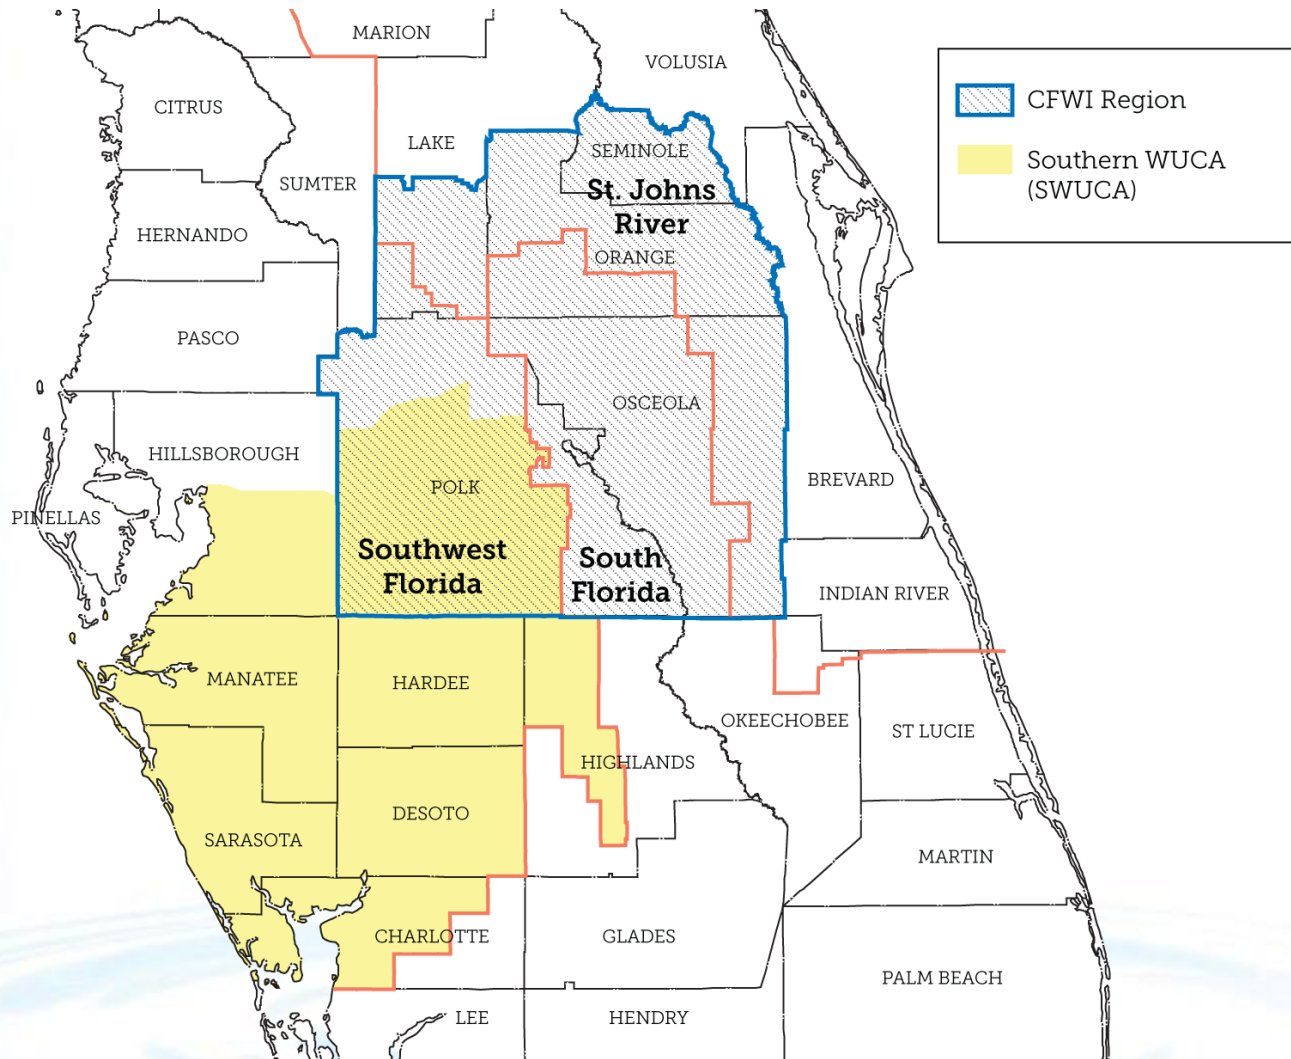 MARION
VOLUSIA
CITRUS
LAKE
SEMINOLE
SUMTER
St. Johns
River
HERNANDO
ORANGE
PASCO
OSCEOLA
HILLSBOROUGH
BREVARD
POLK
PINELLAS
Southwest
Florida
South
Florida
INDIAN RIVER
MANATEE
HARDEE
OKEECHOBEE
ST LUCIE
HIGHLANDS
DESOTO
SARASOTA
MARTIN
CHARLOTTE
GLADES
PALM BEACH
LEE
HENDRY
CFWI Region
Southern WUCA
(SWUCA)